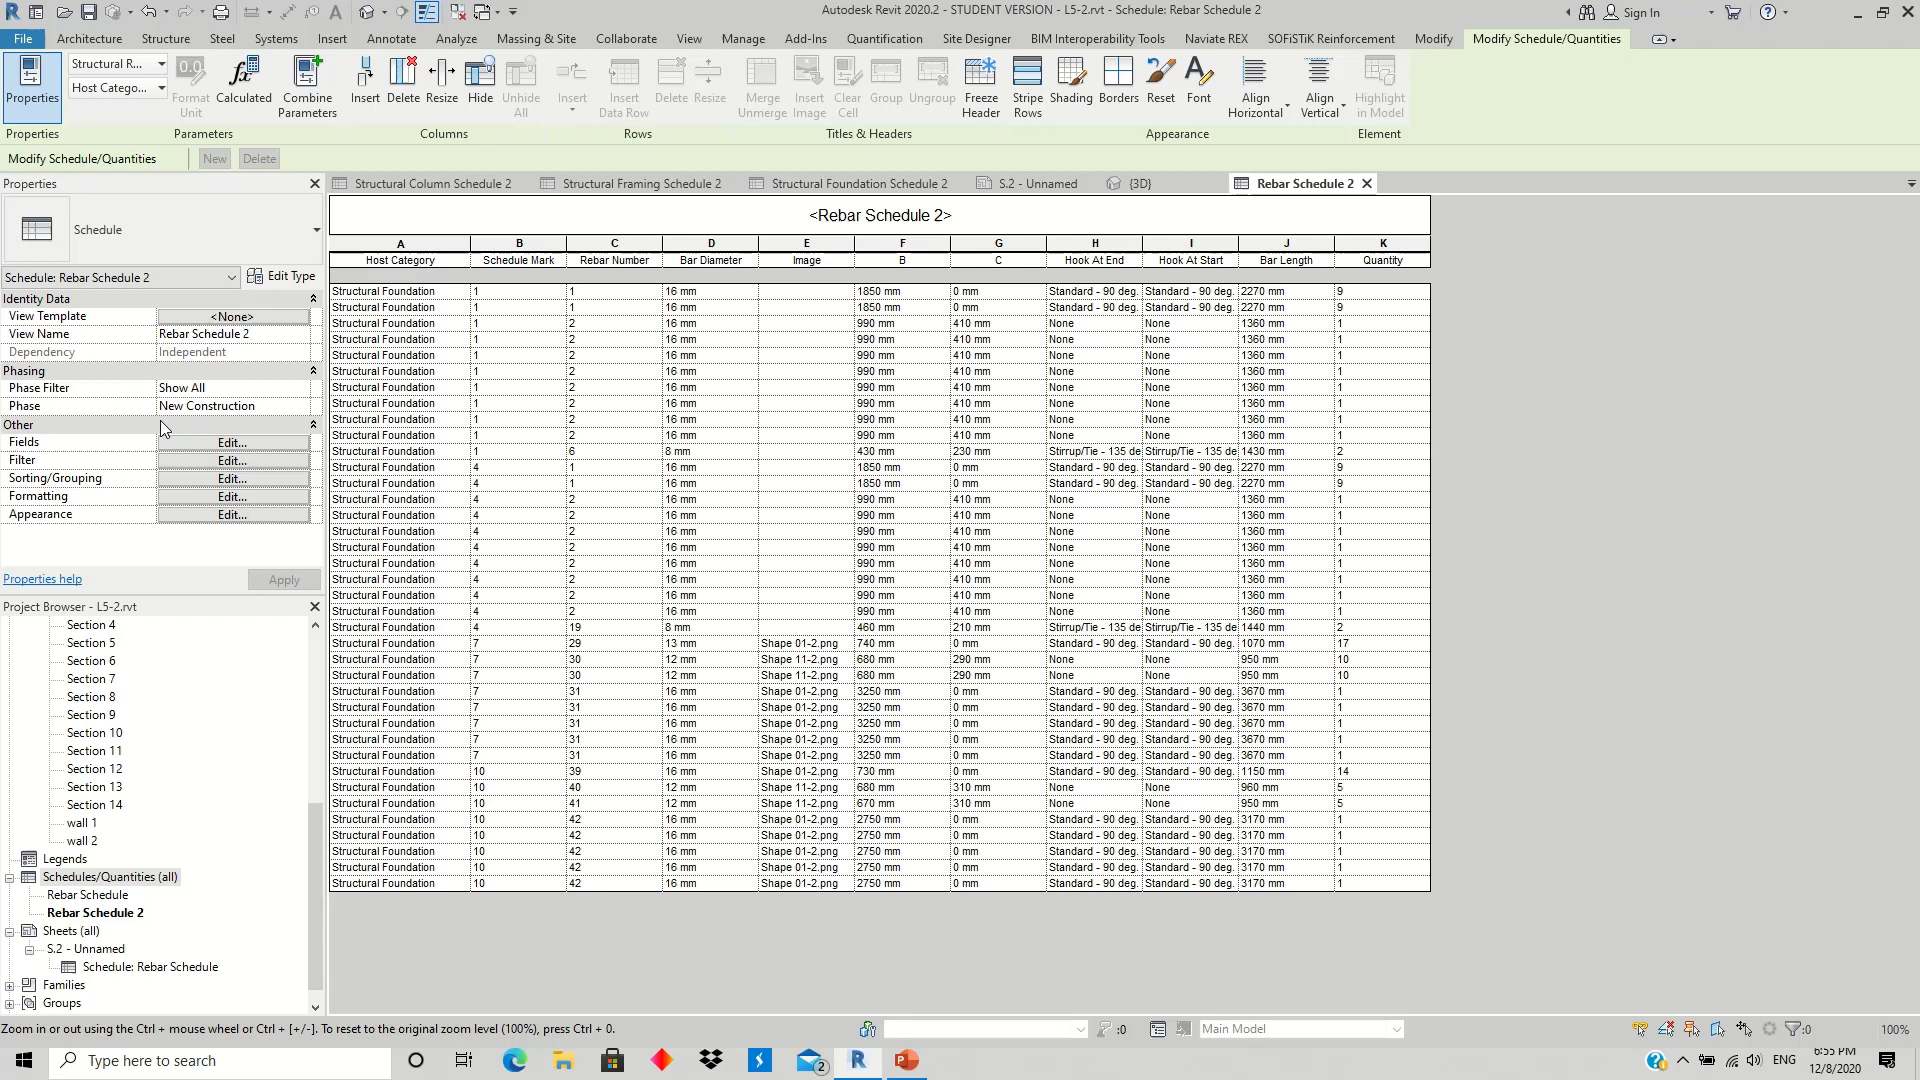 Autodesk Revit 2020.2 - STUDENT VERSION - L5-2.rvt - Schedule: Rebar Schedule 2
Sign In
File Architecture Structure Steel Systems Insert Annotate Analyze Massing & Site Collaborate View Manage Add-Ins Quantification Site Designer BIM Interoperability Tools Naviate REX SOFiSTiK Reinforcement Modify Modify Schedule/Quantities
Structural R...
Host Catego...
Properties Format Unit Calculated Combine Parameters Insert Delete Resize Hide Unhide All Insert Insert Data Row Delete Resize Merge Unmerge Insert Image Clear Cell Group Ungroup Freeze Header Stripe Rows Shading Borders Reset Font Align Horizontal Align Vertical Highlight in Model
Properties Parameters Columns Rows Titles & Headers Appearance Element
Modify Schedule/Quantities New Delete
Properties
Structural Column Schedule 2 Structural Framing Schedule 2 Structural Foundation Schedule 2 S.2 - Unnamed {3D} Rebar Schedule 2
Schedule
Schedule: Rebar Schedule 2 Edit Type
Identity Data
View Template <None>
View Name Rebar Schedule 2
Dependency Independent
Phasing
Phase Filter Show All
Phase New Construction
Other
Fields Edit...
Filter Edit...
Sorting/Grouping Edit...
Formatting Edit...
Appearance Edit...
Properties help Apply
Project Browser - L5-2.rvt
Section 4
Section 5
Section 6
Section 7
Section 8
Section 9
Section 10
Section 11
Section 12
Section 13
Section 14
wall 1
wall 2
Legends
Schedules/Quantities (all)
Rebar Schedule
Rebar Schedule 2
Sheets (all)
S.2 - Unnamed
Schedule: Rebar Schedule
Families
Groups
<Rebar Schedule 2>
A B C D E F G H I J K
Host Category Schedule Mark Rebar Number Bar Diameter Image B C Hook At End Hook At Start Bar Length Quantity
Structural Foundation 1 1 16 mm 1850 mm 0 mm Standard - 90 deg. Standard - 90 deg. 2270 mm 9
Structural Foundation 1 1 16 mm 1850 mm 0 mm Standard - 90 deg. Standard - 90 deg. 2270 mm 9
Structural Foundation 1 2 16 mm 990 mm 410 mm None None 1360 mm 1
Structural Foundation 1 2 16 mm 990 mm 410 mm None None 1360 mm 1
Structural Foundation 1 2 16 mm 990 mm 410 mm None None 1360 mm 1
Structural Foundation 1 2 16 mm 990 mm 410 mm None None 1360 mm 1
Structural Foundation 1 2 16 mm 990 mm 410 mm None None 1360 mm 1
Structural Foundation 1 2 16 mm 990 mm 410 mm None None 1360 mm 1
Structural Foundation 1 2 16 mm 990 mm 410 mm None None 1360 mm 1
Structural Foundation 1 2 16 mm 990 mm 410 mm None None 1360 mm 1
Structural Foundation 1 6 8 mm 430 mm 230 mm Stirrup/Tie - 135 de Stirrup/Tie - 135 de 1430 mm 2
Structural Foundation 4 1 16 mm 1850 mm 0 mm Standard - 90 deg. Standard - 90 deg. 2270 mm 9
Structural Foundation 4 1 16 mm 1850 mm 0 mm Standard - 90 deg. Standard - 90 deg. 2270 mm 9
Structural Foundation 4 2 16 mm 990 mm 410 mm None None 1360 mm 1
Structural Foundation 4 2 16 mm 990 mm 410 mm None None 1360 mm 1
Structural Foundation 4 2 16 mm 990 mm 410 mm None None 1360 mm 1
Structural Foundation 4 2 16 mm 990 mm 410 mm None None 1360 mm 1
Structural Foundation 4 2 16 mm 990 mm 410 mm None None 1360 mm 1
Structural Foundation 4 2 16 mm 990 mm 410 mm None None 1360 mm 1
Structural Foundation 4 2 16 mm 990 mm 410 mm None None 1360 mm 1
Structural Foundation 4 2 16 mm 990 mm 410 mm None None 1360 mm 1
Structural Foundation 4 19 8 mm 460 mm 210 mm Stirrup/Tie - 135 de Stirrup/Tie - 135 de 1440 mm 2
Structural Foundation 7 29 13 mm Shape 01-2.png 740 mm 0 mm Standard - 90 deg. Standard - 90 deg. 1070 mm 17
Structural Foundation 7 30 12 mm Shape 11-2.png 680 mm 290 mm None None 950 mm 10
Structural Foundation 7 30 12 mm Shape 11-2.png 680 mm 290 mm None None 950 mm 10
Structural Foundation 7 31 16 mm Shape 01-2.png 3250 mm 0 mm Standard - 90 deg. Standard - 90 deg. 3670 mm 1
Structural Foundation 7 31 16 mm Shape 01-2.png 3250 mm 0 mm Standard - 90 deg. Standard - 90 deg. 3670 mm 1
Structural Foundation 7 31 16 mm Shape 01-2.png 3250 mm 0 mm Standard - 90 deg. Standard - 90 deg. 3670 mm 1
Structural Foundation 7 31 16 mm Shape 01-2.png 3250 mm 0 mm Standard - 90 deg. Standard - 90 deg. 3670 mm 1
Structural Foundation 7 31 16 mm Shape 01-2.png 3250 mm 0 mm Standard - 90 deg. Standard - 90 deg. 3670 mm 1
Structural Foundation 10 39 16 mm Shape 01-2.png 730 mm 0 mm Standard - 90 deg. Standard - 90 deg. 1150 mm 14
Structural Foundation 10 40 12 mm Shape 11-2.png 680 mm 310 mm None None 960 mm 5
Structural Foundation 10 41 12 mm Shape 11-2.png 670 mm 310 mm None None 950 mm 5
Structural Foundation 10 42 16 mm Shape 01-2.png 2750 mm 0 mm Standard - 90 deg. Standard - 90 deg. 3170 mm 1
Structural Foundation 10 42 16 mm Shape 01-2.png 2750 mm 0 mm Standard - 90 deg. Standard - 90 deg. 3170 mm 1
Structural Foundation 10 42 16 mm Shape 01-2.png 2750 mm 0 mm Standard - 90 deg. Standard - 90 deg. 3170 mm 1
Structural Foundation 10 42 16 mm Shape 01-2.png 2750 mm 0 mm Standard - 90 deg. Standard - 90 deg. 3170 mm 1
Structural Foundation 10 42 16 mm Shape 01-2.png 2750 mm 0 mm Standard - 90 deg. Standard - 90 deg. 3170 mm 1
Zoom in or out using the Ctrl + mouse wheel or Ctrl + [+/-]. To reset to the original zoom level (100%), press Ctrl + 0. :0 Main Model :0 100%
Type here to search 2 ENG 6:55 PM
12/8/2020